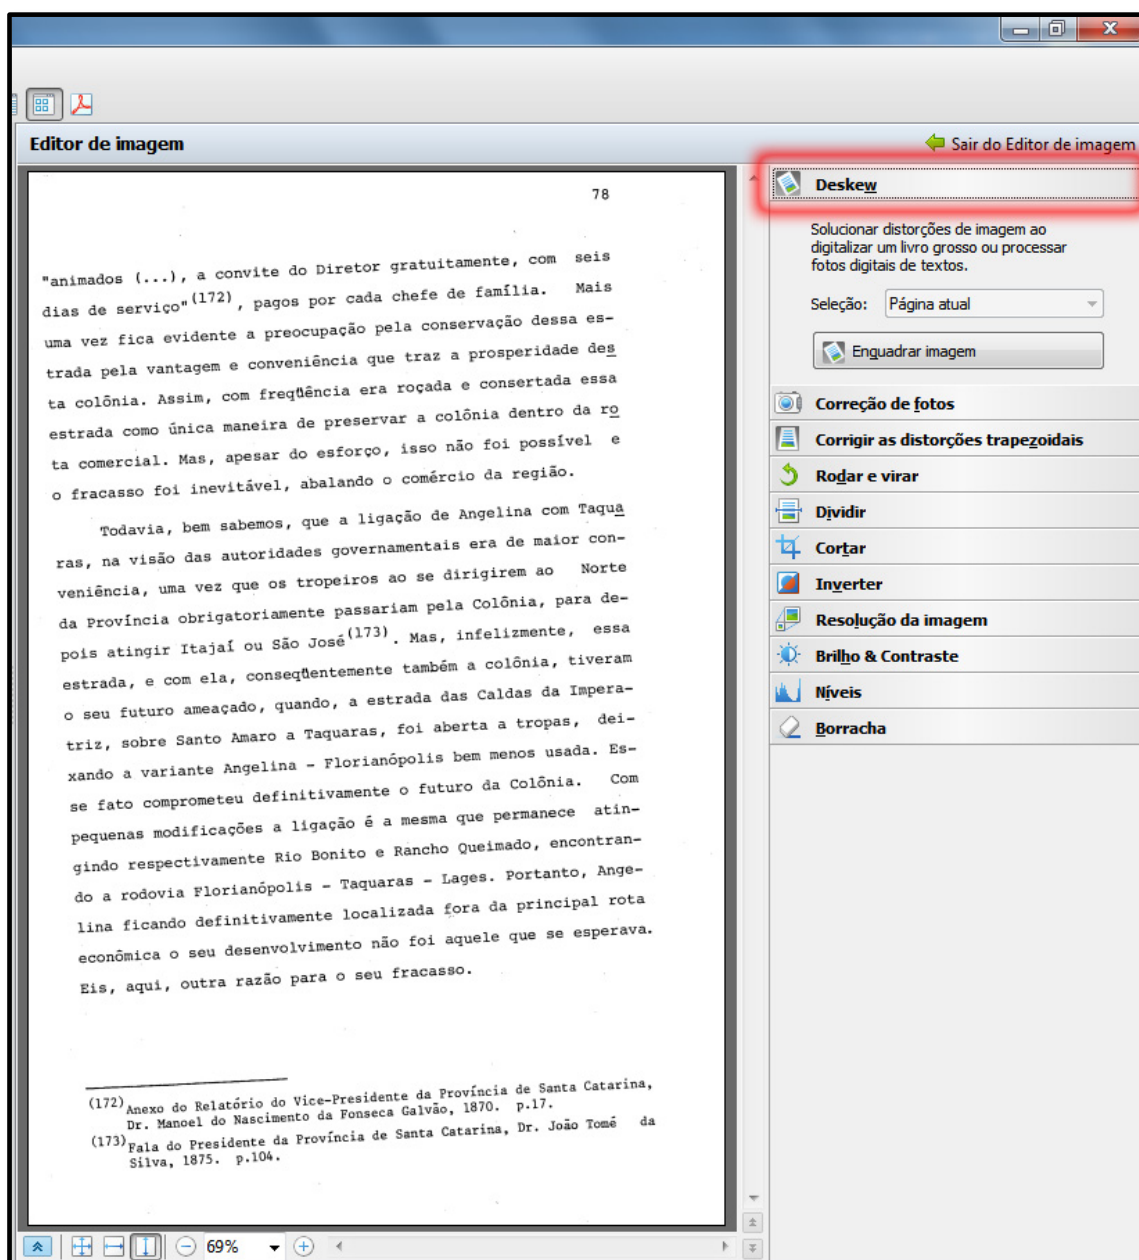 Editor de imagem
Sair do Editor de imagem
78
"animados (...), a convite do Diretor gratuitamente, com seis
dias de serviço"(172), pagos por cada chefe de família. Mais
uma vez fica evidente a preocupação pela conservação dessa es-
trada pela vantagem e conveniência que traz a prosperidade des
ta colônia. Assim, com freqüência era roçada e consertada essa
estrada como única maneira de preservar a colônia dentro da ro
ta comercial. Mas, apesar do esforço, isso não foi possível e
o fracasso foi inevitável, abalando o comércio da região.
Todavia, bem sabemos, que a ligação de Angelina com Taqua
ras, na visão das autoridades governamentais era de maior con-
veniência, uma vez que os tropeiros ao se dirigirem ao Norte
da Província obrigatoriamente passariam pela Colônia, para de-
pois atingir Itajaí ou São José(173). Mas, infelizmente, essa
estrada, e com ela, conseqüentemente também a colônia, tiveram
o seu futuro ameaçado, quando, a estrada das Caldas da Impera-
triz, sobre Santo Amaro a Taquaras, foi aberta a tropas, dei-
xando a variante Angelina - Florianópolis bem menos usada. Es-
se fato comprometeu definitivamente o futuro da Colônia. Com
pequenas modificações a ligação é a mesma que permanece atin-
gindo respectivamente Rio Bonito e Rancho Queimado, encontran-
do a rodovia Florianópolis - Taquaras - Lages. Portanto, Ange-
lina ficando definitivamente localizada fora da principal rota
econômica o seu desenvolvimento não foi aquele que se esperava.
Eis, aqui, outra razão para o seu fracasso.
(172) Anexo do Relatório do Vice-Presidente da Província de Santa Catarina,
Dr. Manoel do Nascimento da Fonseca Galvão, 1870. p.17.
(173) Fala do Presidente da Província de Santa Catarina, Dr. João Tomé da
Silva, 1875. p.104.
Deskew
Solucionar distorções de imagem ao
digitalizar um livro grosso ou processar
fotos digitais de textos.
Seleção: Página atual
Enquadrar imagem
Correção de fotos
Corrigir as distorções trapezoidais
Rodar e virar
Dividir
Cortar
Inverter
Resolução da imagem
Brilho & Contraste
Níveis
Borracha
69%